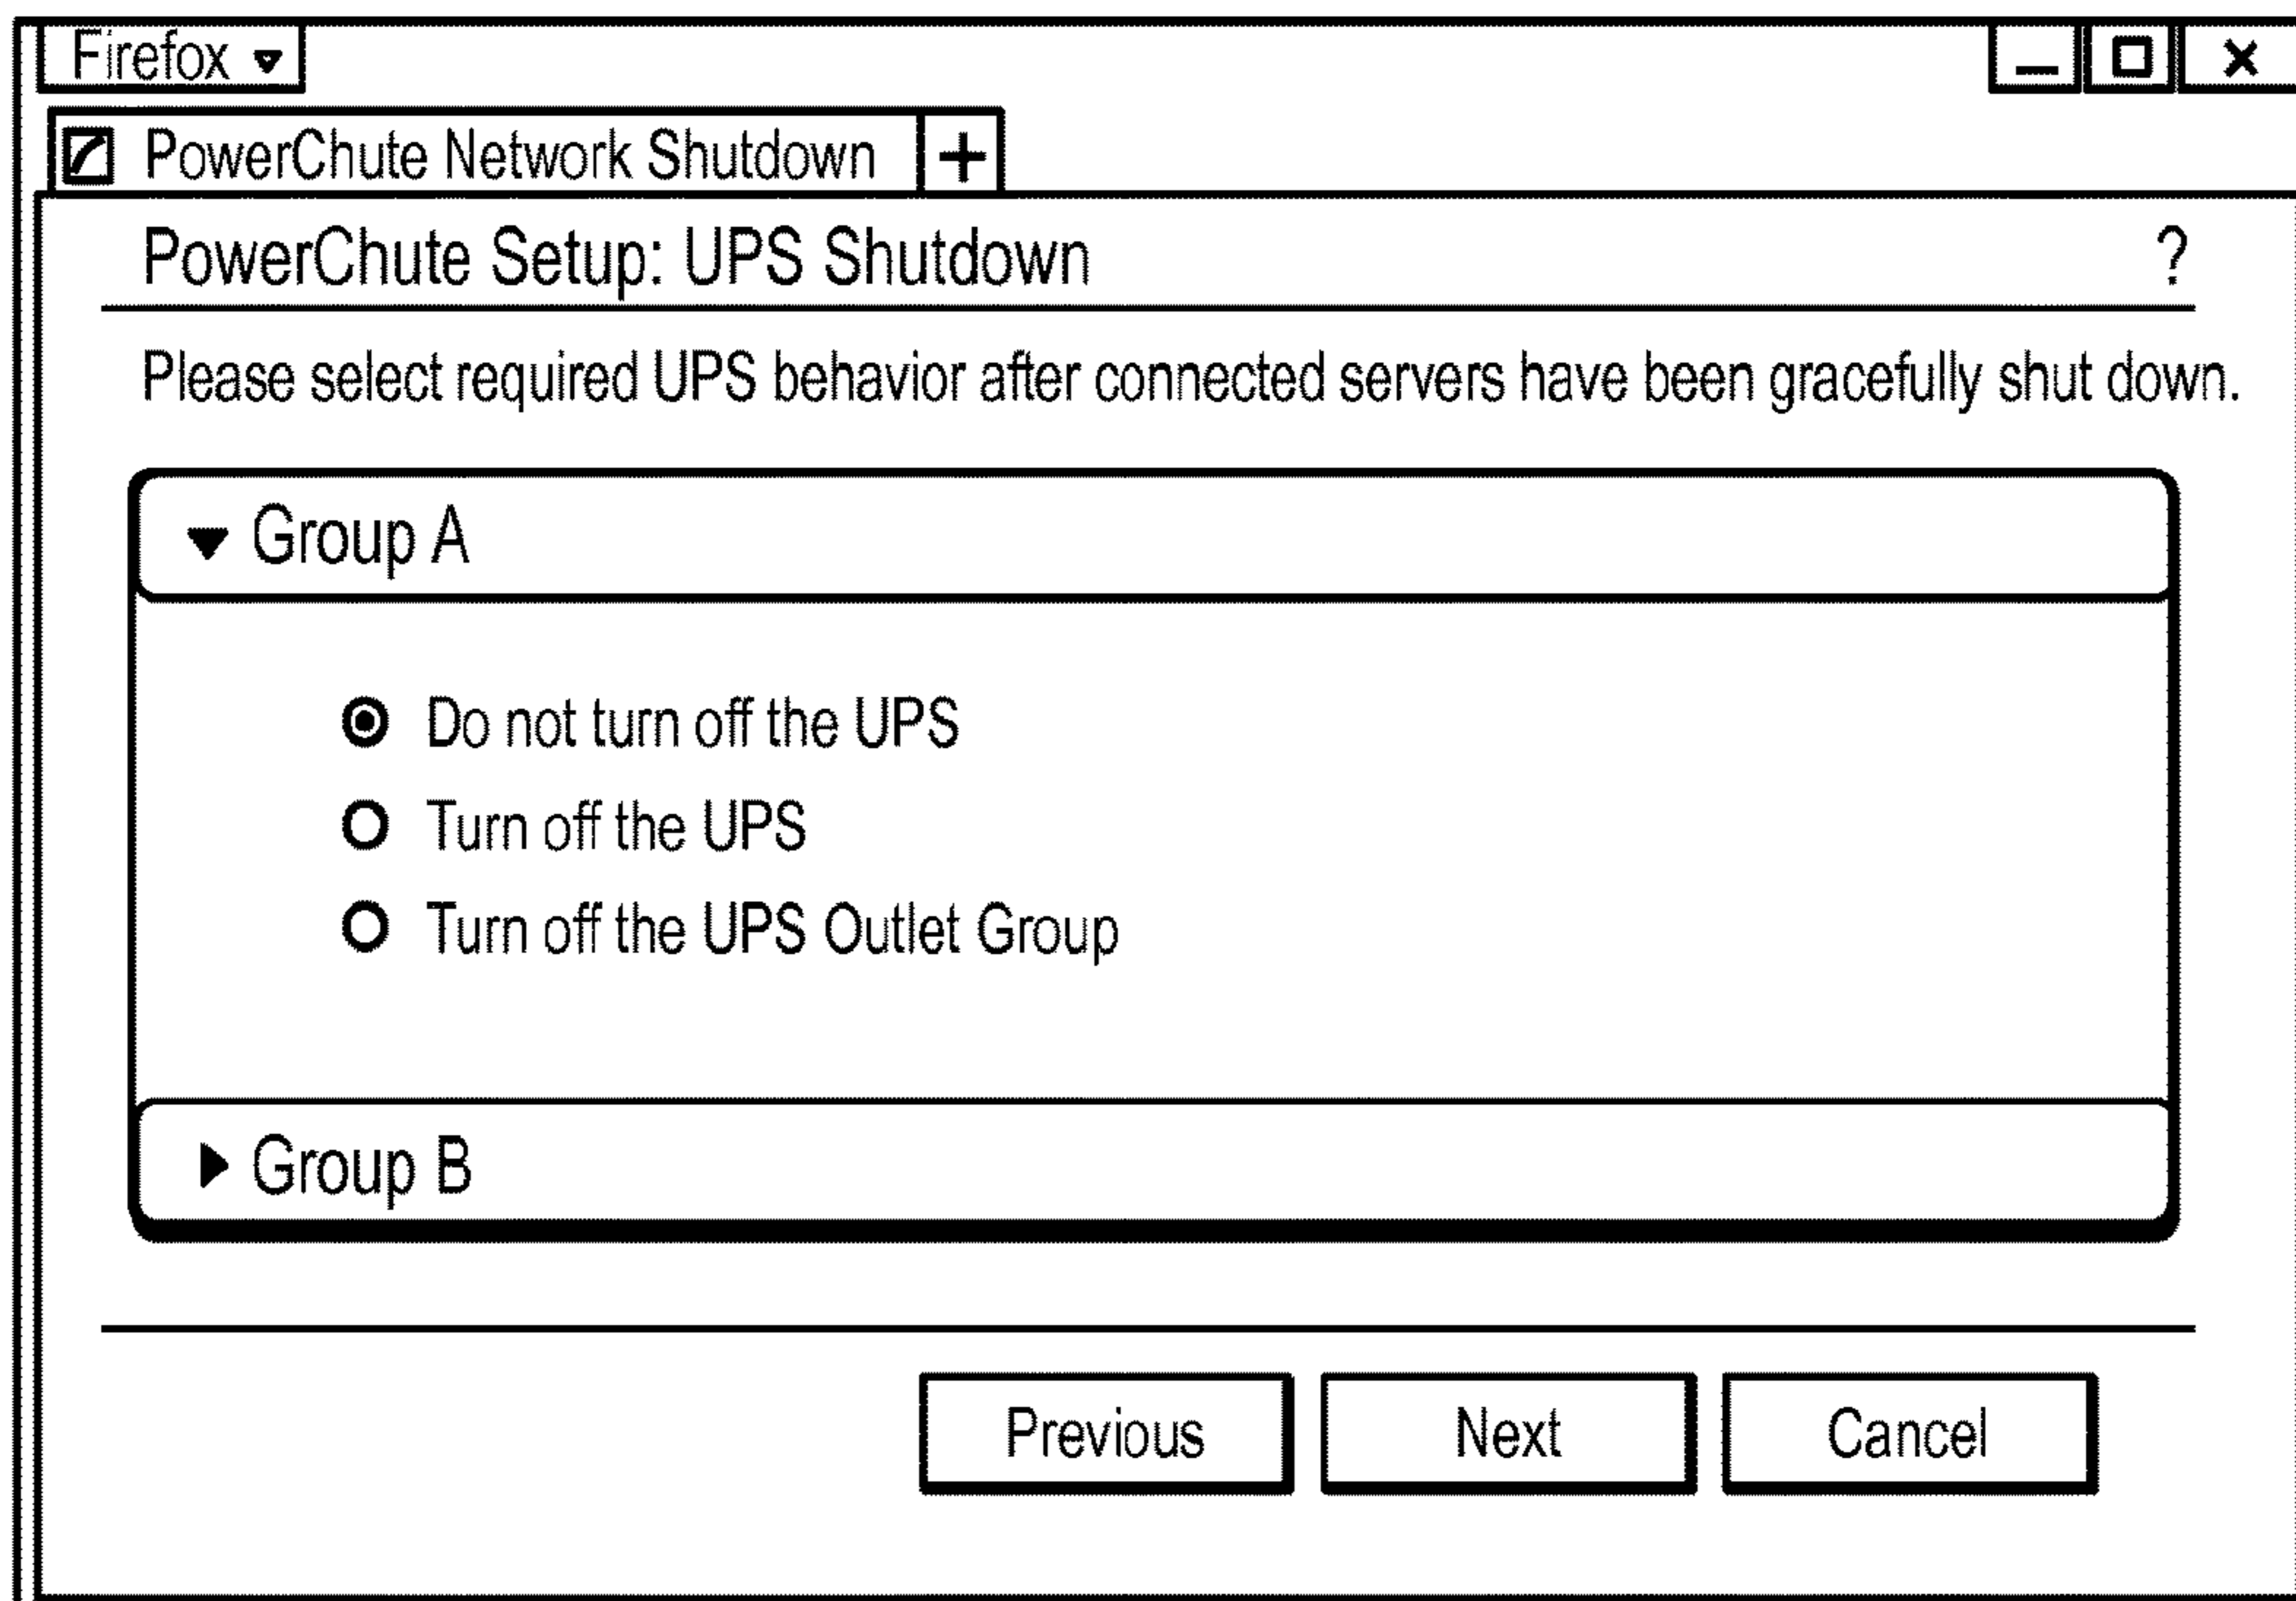 Firefox
PowerChute Network Shutdown +
PowerChute Setup: UPS Shutdown ?
Please select required UPS behavior after connected servers have been gracefully shut down.
Group A
Do not turn off the UPS
Turn off the UPS
Turn off the UPS Outlet Group
Group B
Previous Next Cancel